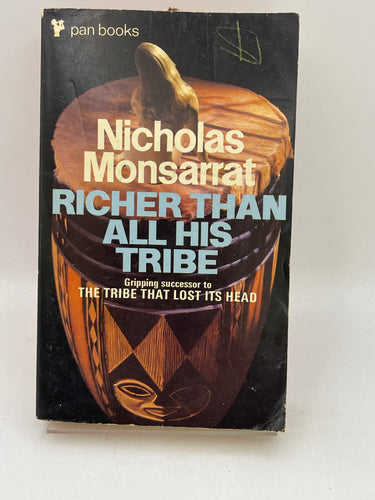 pan books
Nicholas
Monsarrat
RICHER THAN
ALL HIS
TRIBE
Gripping successor to
THE TRIBE THAT LOST ITS HEAD